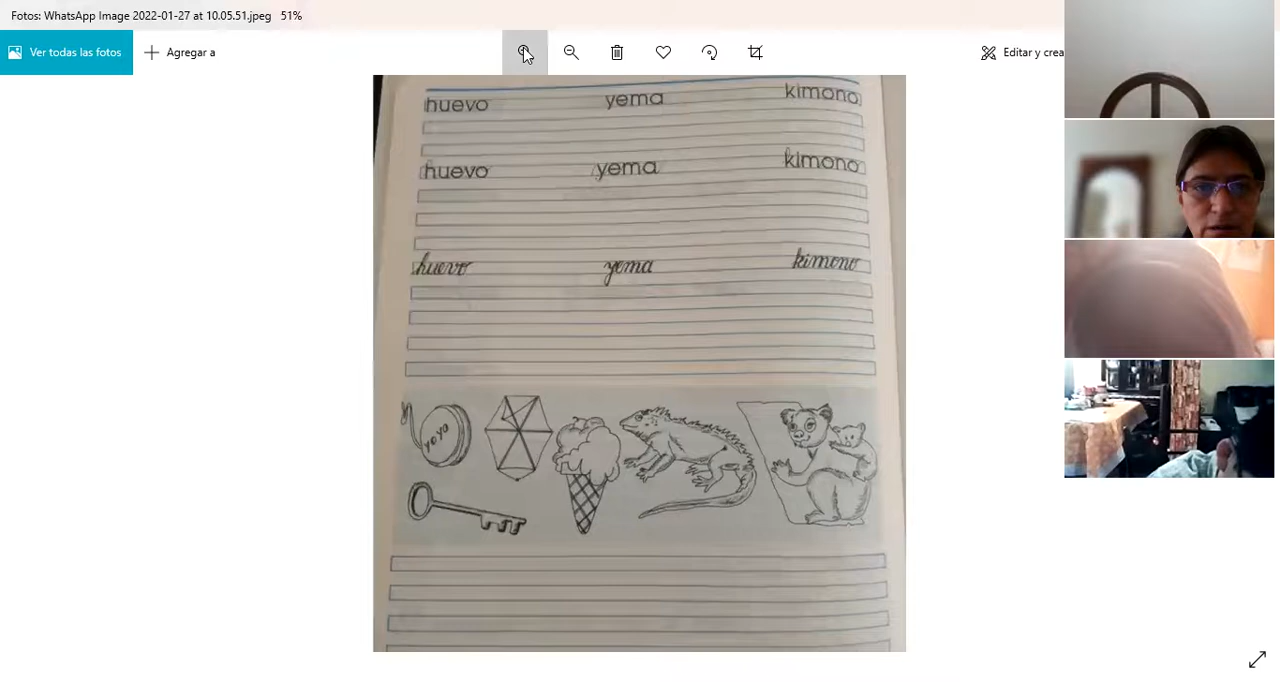 Fotos: WhatsApp Image 2022-01-27 at 10.05.51.jpeg 51%
Ver todas las fotos Agregar a Editar y crea
huevo yema kimono
huevo yema kimono
huevo yema kimono
yoyo